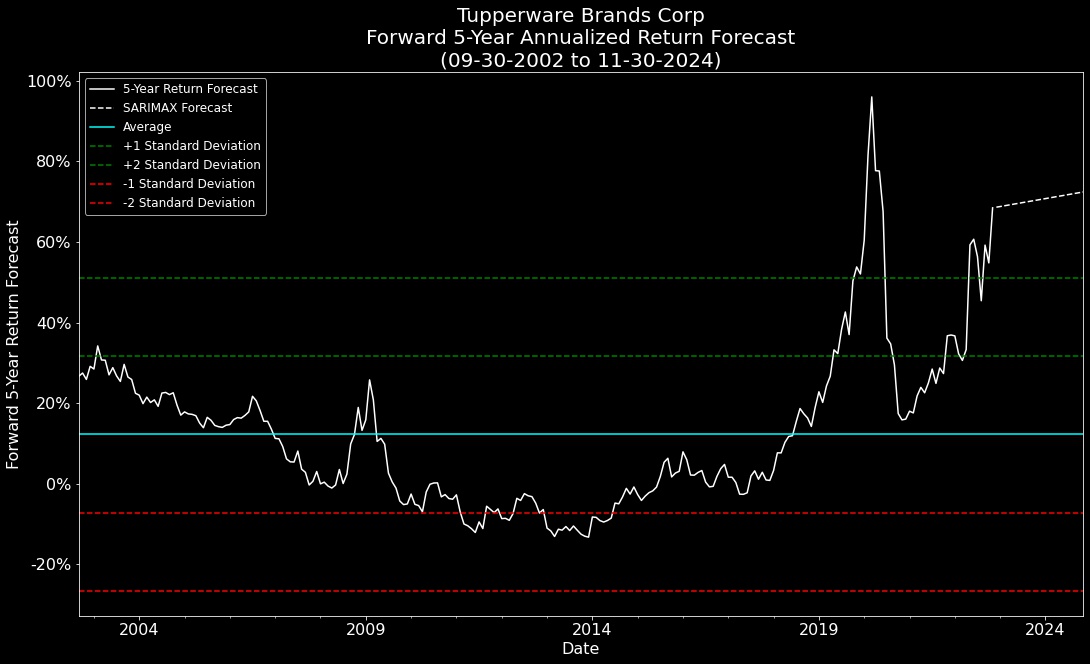 Tupperware Brands Corp
Forward 5-Year Annualized Return Forecast
(09-30-2002 to 11-30-2024)
5-Year Return Forecast
SARIMAX Forecast
Average
+1 Standard Deviation
+2 Standard Deviation
-1 Standard Deviation
-2 Standard Deviation
Forward 5-Year Return Forecast
100%
80%
60%
40%
20%
0%
-20%
2004
2009
2014
2019
2024
Date